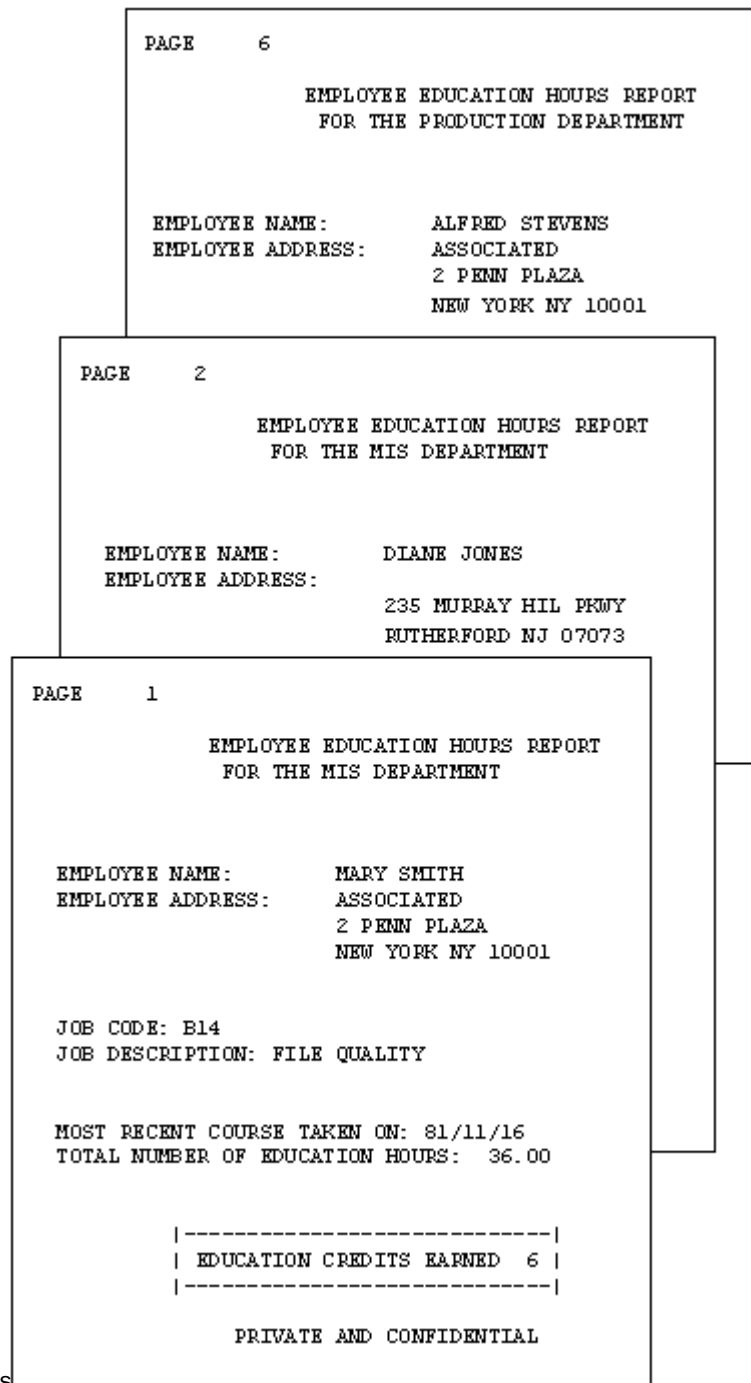 PAGE 6
EMPLOYEE EDUCATION HOURS REPORT
FOR THE PRODUCTION DEPARTMENT
EMPLOYEE NAME: ALFRED STEVENS
EMPLOYEE ADDRESS: ASSOCIATED
2 PENN PLAZA
NEW YORK NY 10001
PAGE 2
EMPLOYEE EDUCATION HOURS REPORT
FOR THE MIS DEPARTMENT
EMPLOYEE NAME: DIANE JONES
EMPLOYEE ADDRESS:
235 MURRAY HIL PKWY
RUTHERFORD NJ 07073
PAGE 1
EMPLOYEE EDUCATION HOURS REPORT
FOR THE MIS DEPARTMENT
EMPLOYEE NAME: MARY SMITH
EMPLOYEE ADDRESS: ASSOCIATED
2 PENN PLAZA
NEW YORK NY 10001
JOB CODE: B14
JOB DESCRIPTION: FILE QUALITY
MOST RECENT COURSE TAKEN ON: 81/11/16
TOTAL NUMBER OF EDUCATION HOURS: 36.00
|-----------------------------|
| EDUCATION CREDITS EARNED 6 |
|-----------------------------|
PRIVATE AND CONFIDENTIAL
s